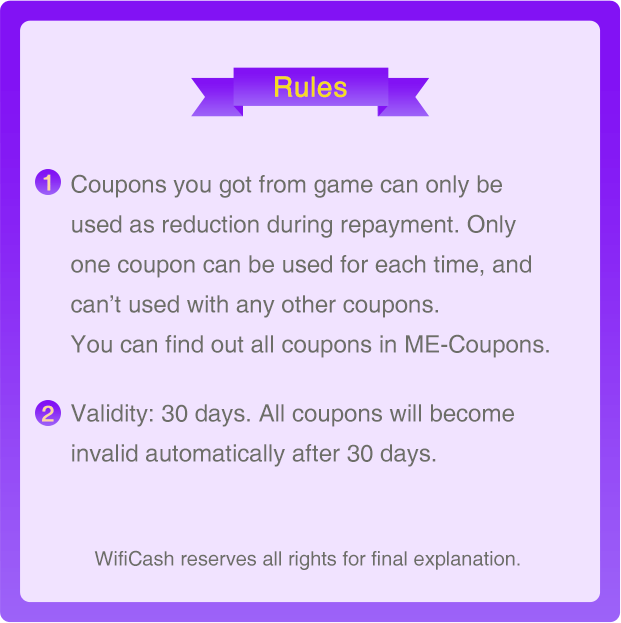 Rules
1 Coupons you got from game can only be
used as reduction during repayment. Only
one coupon can be used for each time, and
can’t used with any other coupons.
You can find out all coupons in ME-Coupons.
2 Validity: 30 days. All coupons will become
invalid automatically after 30 days.
WifiCash reserves all rights for final explanation.